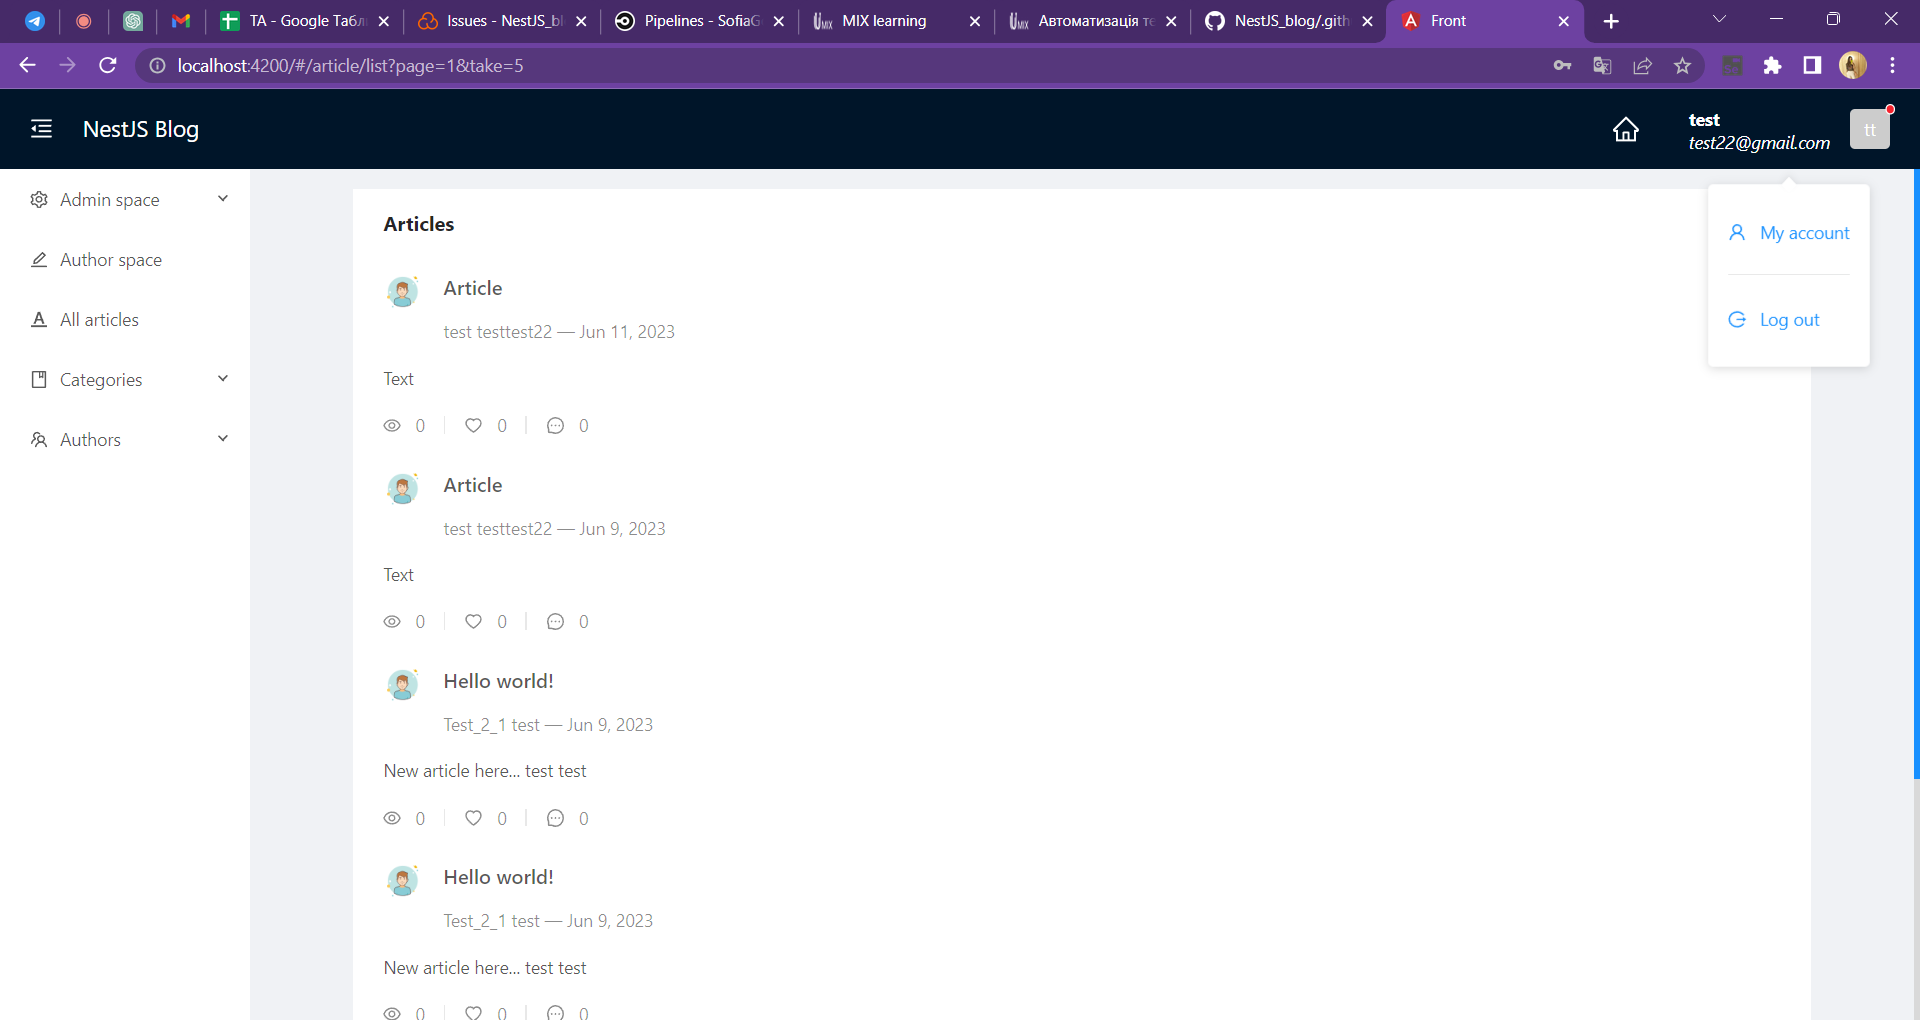 TA - Google Табл
Issues - NestJS_bl
Pipelines - SofiaG
MIX learning
Автоматизація те
NestJS_blog/.gith
Front
localhost:4200/#/article/list?page=1&take=5
NestJS Blog
test
test22@gmail.com
tt
Admin space
Author space
All articles
Categories
Authors
My account
Log out
Articles
Article
test testtest22 — Jun 11, 2023
Text
0 0 0
Article
test testtest22 — Jun 9, 2023
Text
0 0 0
Hello world!
Test_2_1 test — Jun 9, 2023
New article here... test test
0 0 0
Hello world!
Test_2_1 test — Jun 9, 2023
New article here... test test
0 0 0